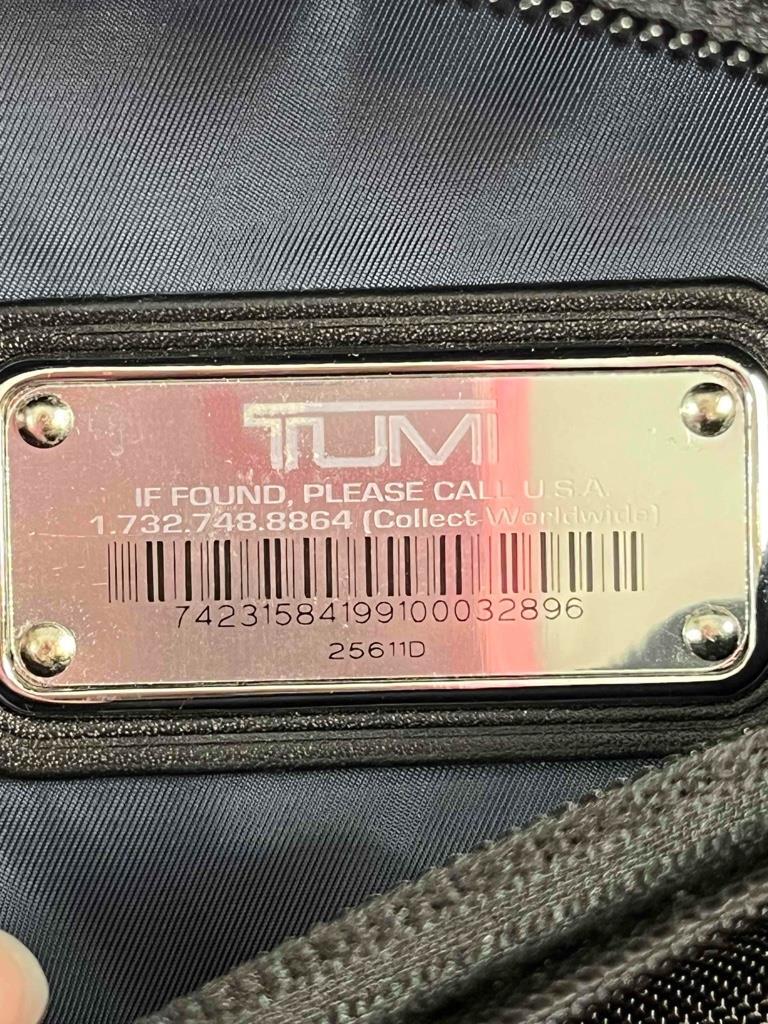 TUMI
IF FOUND, PLEASE CALL U.S.A.
1.732.748.8864 (Collect Worldwide)
74231584199100032896
25611D